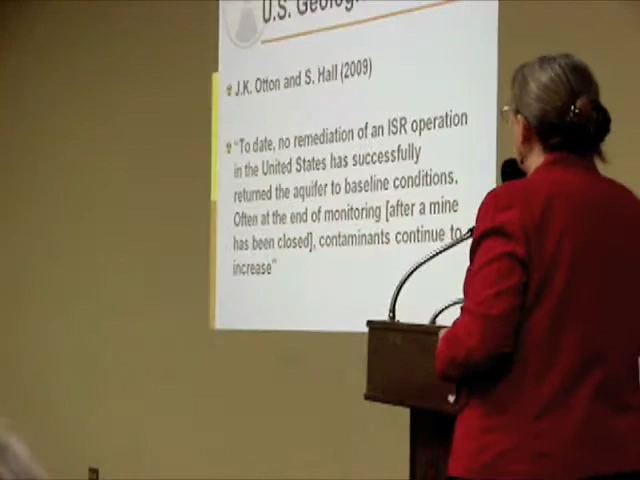 U.S. Geolog
J.K. Otton and S. Hall (2009)
"To date, no remediation of an ISR operation
in the United States has successfully
returned the aquifer to baseline conditions.
Often at the end of monitoring [after a mine
has been closed], contaminants continue to
increase"